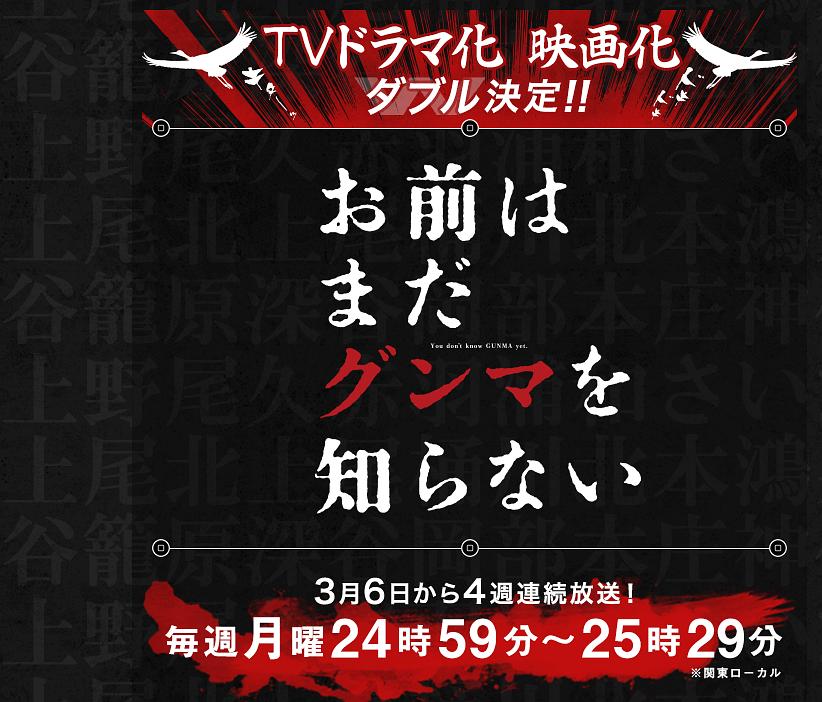 TVドラマ化 映画化
ダブル決定!!
お前は
まだ
You don't know GUNMA yet.
グンマを
知らない
3月6日から4週連続放送!
毎週月曜24時59分〜25時29分
※関東ローカル